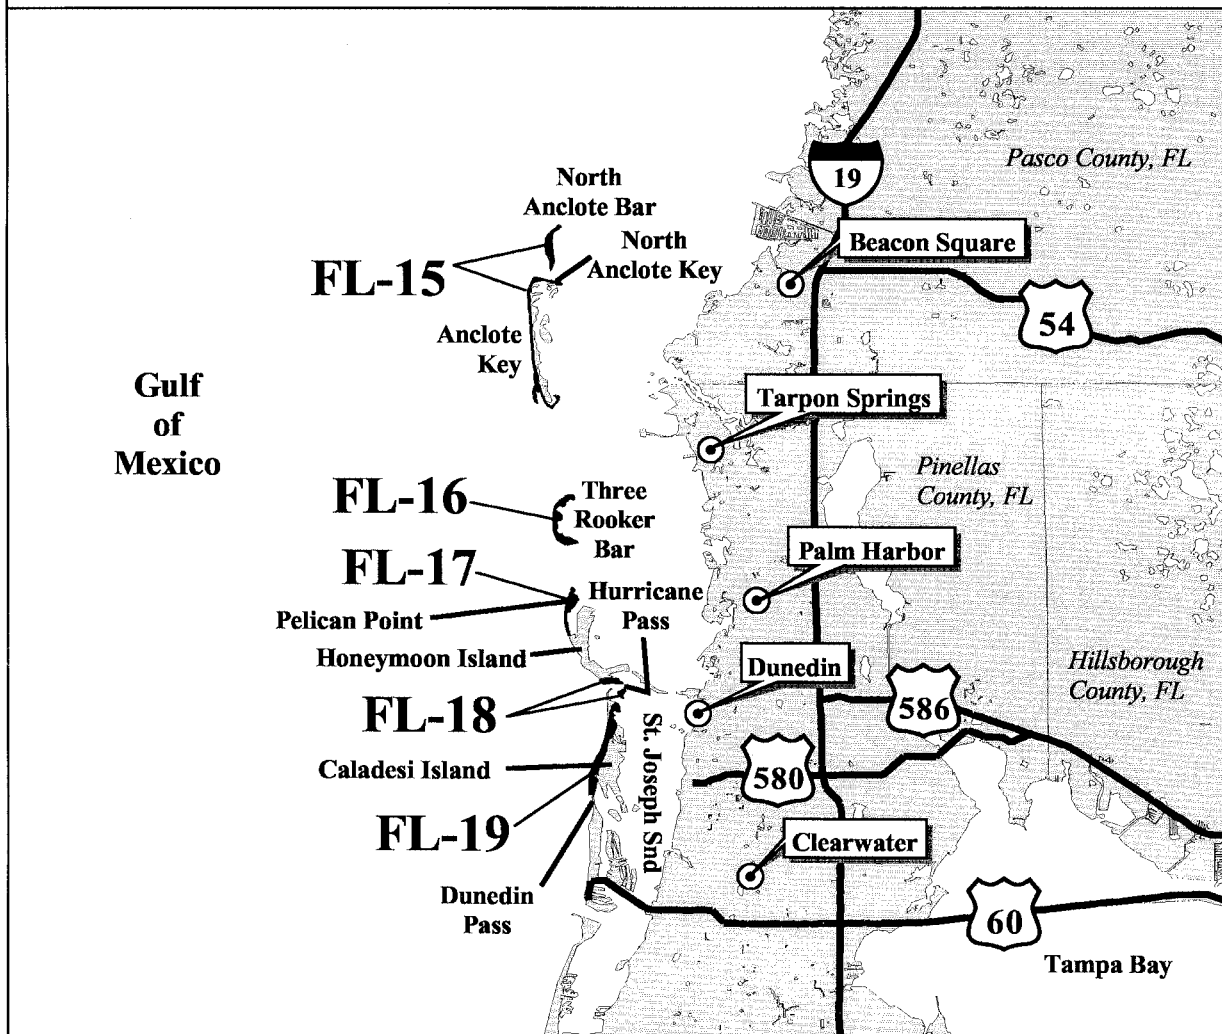 Pasco County, FL
19
North
Anclote Bar
North
Anclote Key
Beacon Square
FL-15
54
Anclote
Key
Gulf
of
Mexico
Tarpon Springs
Pinellas
County, FL
FL-16
Three
Rooker
Bar
Palm Harbor
FL-17
Hurricane
Pass
Pelican Point
Honeymoon Island
Dunedin
Hillsborough
County, FL
586
FL-18
St. Joseph Snd
Caladesi Island
580
FL-19
Clearwater
Dunedin
Pass
60
Tampa Bay